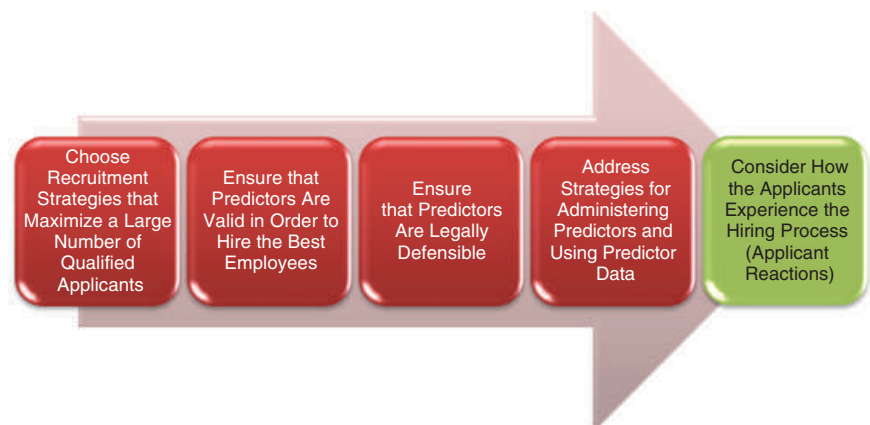 Choose
Recruitment
Strategies that
Maximize a Large
Number of
Qualified
Applicants
Ensure that
Predictors Are
Valid in Order to
Hire the Best
Employees
Ensure
that Predictors
Are Legally
Defensible
Address
Strategies for
Administering
Predictors and
Using Predictor
Data
Consider How
the Applicants
Experience the
Hiring Process
(Applicant
Reactions)